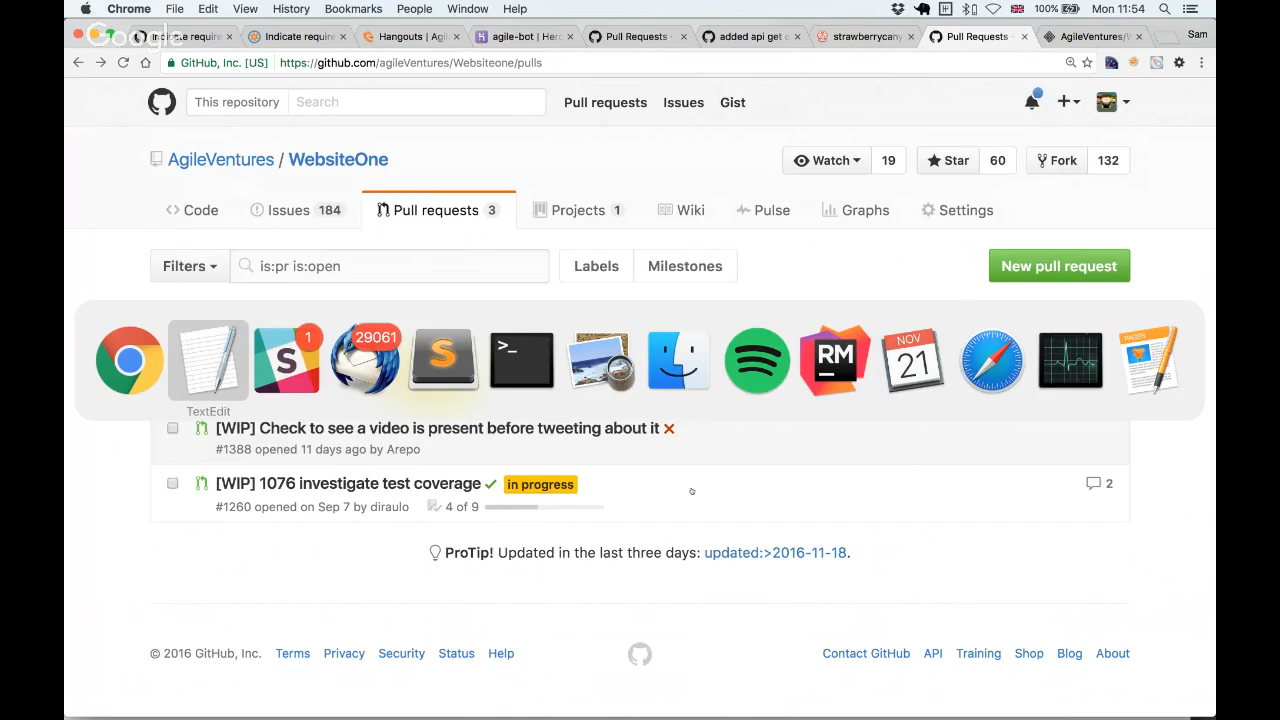 Chrome File Edit View History Bookmarks People Window Help 100% Mon 11:54
Google
Indicate require Indicate require Hangouts | Agil agile-bot | Hero Pull Requests · added api get o strawberrycany Pull Requests · AgileVentures/W Sam
GitHub, Inc. [US] https://github.com/agileVentures/Websiteone/pulls
This repository Search Pull requests Issues Gist
AgileVentures / WebsiteOne Watch 19 Star 60 Fork 132
Code Issues 184 Pull requests 3 Projects 1 Wiki Pulse Graphs Settings
Filters is:pr is:open Labels Milestones New pull request
1 29061
S S >_ RM NOV 21 PAGES
TextEdit
[WIP] Check to see a video is present before tweeting about it
#1388 opened 11 days ago by Arepo
[WIP] 1076 investigate test coverage in progress 2
#1260 opened on Sep 7 by diraulo 4 of 9
ProTip! Updated in the last three days: updated:>2016-11-18.
© 2016 GitHub, Inc. Terms Privacy Security Status Help Contact GitHub API Training Shop Blog About